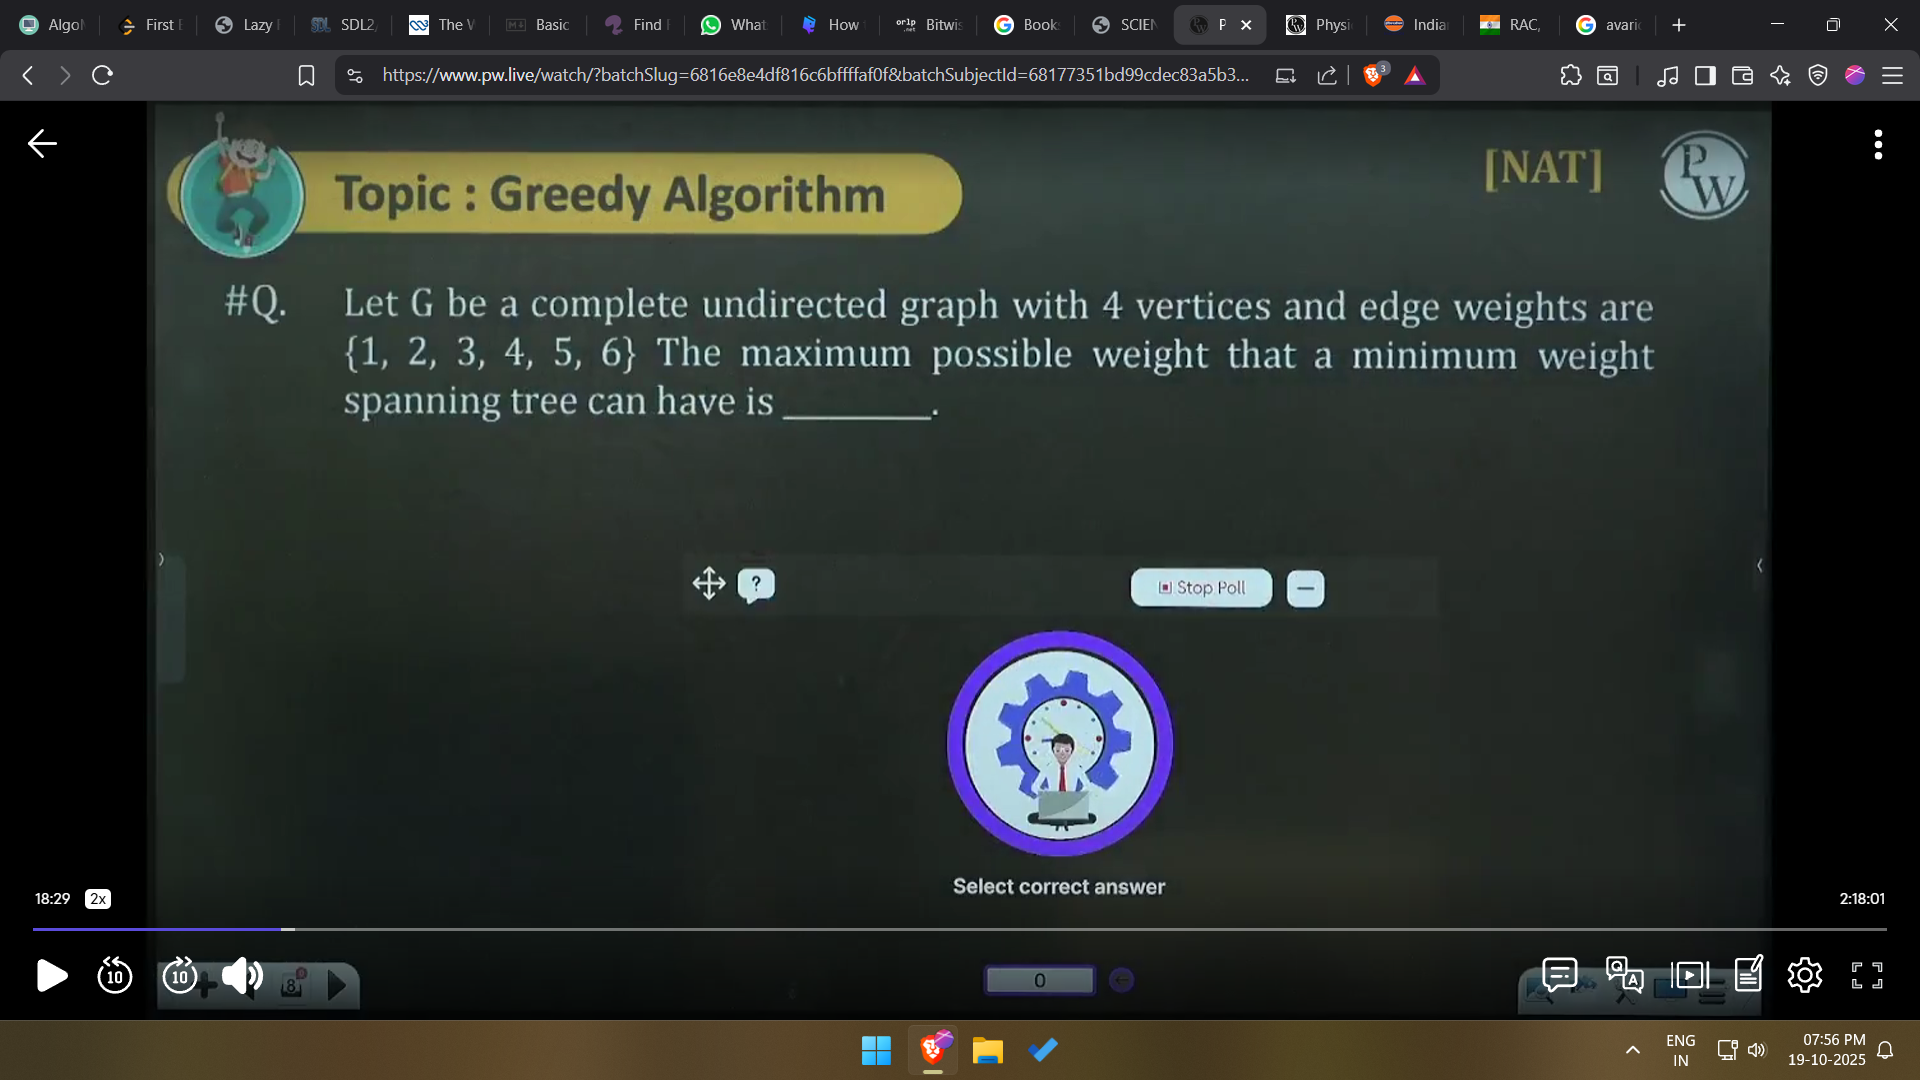 Algo
First E
Lazy
SDL2
The W
Basic
Find
What
How
orlp .net Bitwis
Book
SCIEN
P
Physi
India
RAC,
avari
https://www.pw.live/watch/?batchSlug=6816e8e4df816c6bffffaf0f&batchSubjectId=68177351bd99cdec83a5b3...
3
Topic : Greedy Algorithm
[NAT]
PW
#Q. Let G be a complete undirected graph with 4 vertices and edge weights are
{1, 2, 3, 4, 5, 6} The maximum possible weight that a minimum weight
spanning tree can have is ________.
?
Stop Poll
Select correct answer
18:29 2x
2:18:01
10
10
8
0
Q A
ENG
IN
07:56 PM
19-10-2025